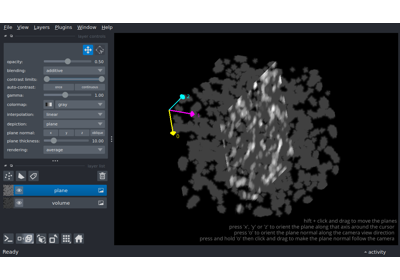 File View Layers Plugins Window Help
layer controls
opacity: 0.50
blending: additive
contrast limits:
auto-contrast: once continuous
gamma: 1.00
colormap: gray
interpolation: linear
depiction: plane
plane normal: x y z oblique
plane thickness: 10.00
rendering: average
layer list
plane
volume
hift + click and drag to move the planes
press 'x', 'y' or 'z' to orient the plane along that axis around the cursor
press 'o' to orient the plane normal along the camera view direction
press and hold 'o' then click and drag to make the plane normal follow the camera
Ready activity